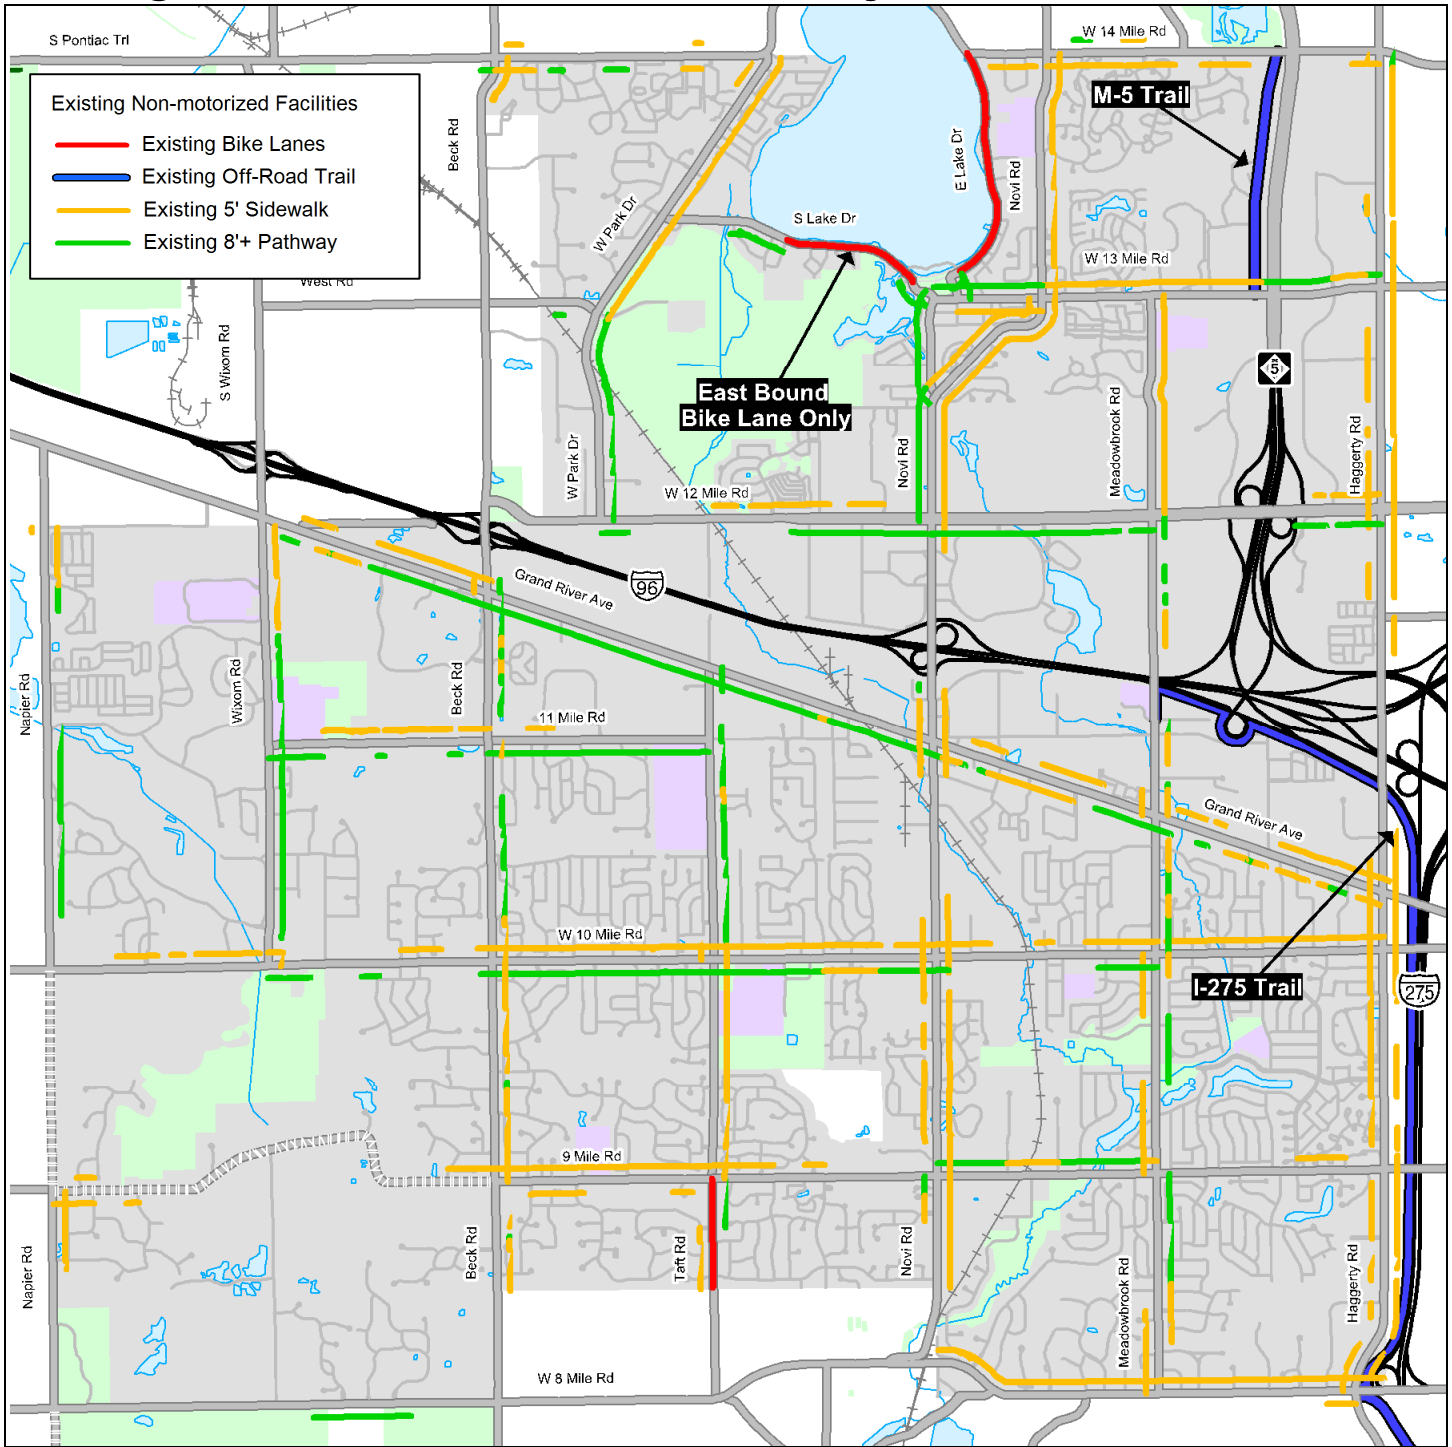 S Pontiac Trl
W 14 Mile Rd
M-5 Trail
Existing Non-motorized Facilities
Existing Bike Lanes
Existing Off-Road Trail
Existing 5' Sidewalk
Existing 8'+ Pathway
Beck Rd
E Lake Dr
Novi Rd
W Park Dr
S Lake Dr
W 13 Mile Rd
West Rd
S Wixom Rd
5
East Bound
Bike Lane Only
Meadowbrook Rd
Haggerty Rd
W Park Dr
Novi Rd
W 12 Mile Rd
Grand River Ave
96
Napier Rd
Wixom Rd
Beck Rd
11 Mile Rd
Grand River Ave
W 10 Mile Rd
I-275 Trail
275
9 Mile Rd
Napier Rd
Beck Rd
Taft Rd
Novi Rd
Meadowbrook Rd
Haggerty Rd
W 8 Mile Rd